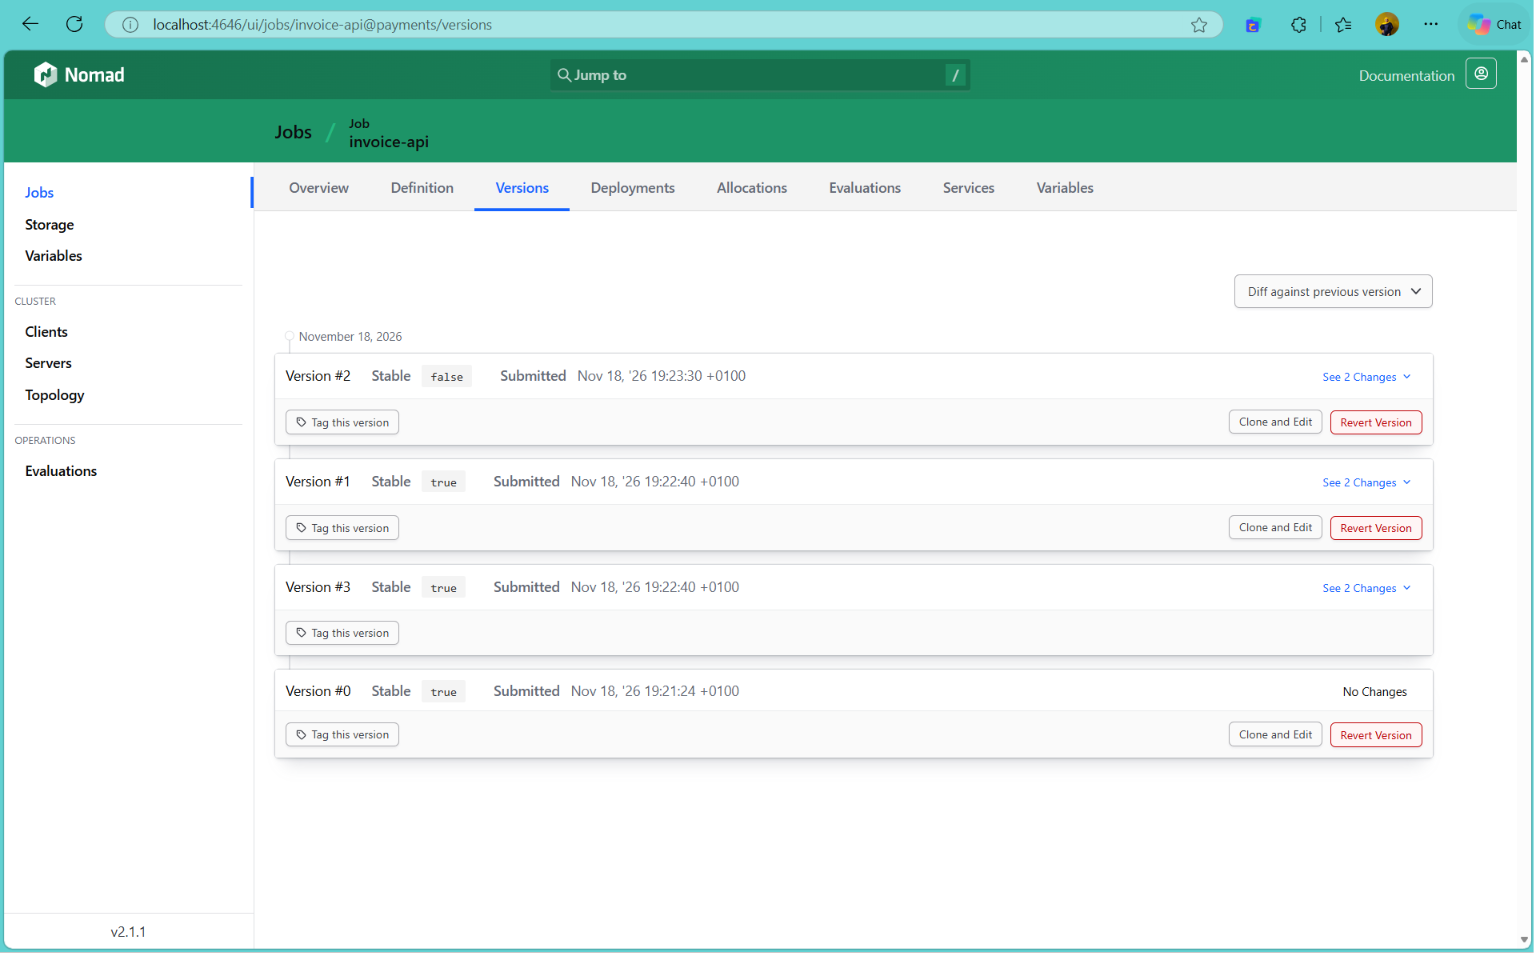 localhost:4646/ui/jobs/invoice-api@payments/versions
Chat
Nomad
Jump to
/
Documentation
Jobs / Job
invoice-api
Jobs
Storage
Variables
CLUSTER
Clients
Servers
Topology
OPERATIONS
Evaluations
v2.1.1
Overview Definition Versions Deployments Allocations Evaluations Services Variables
Diff against previous version
November 18, 2026
Version #2 Stable false Submitted Nov 18, '26 19:23:30 +0100 See 2 Changes
Tag this version Clone and Edit Revert Version
Version #1 Stable true Submitted Nov 18, '26 19:22:40 +0100 See 2 Changes
Tag this version Clone and Edit Revert Version
Version #3 Stable true Submitted Nov 18, '26 19:22:40 +0100 See 2 Changes
Tag this version
Version #0 Stable true Submitted Nov 18, '26 19:21:24 +0100 No Changes
Tag this version Clone and Edit Revert Version